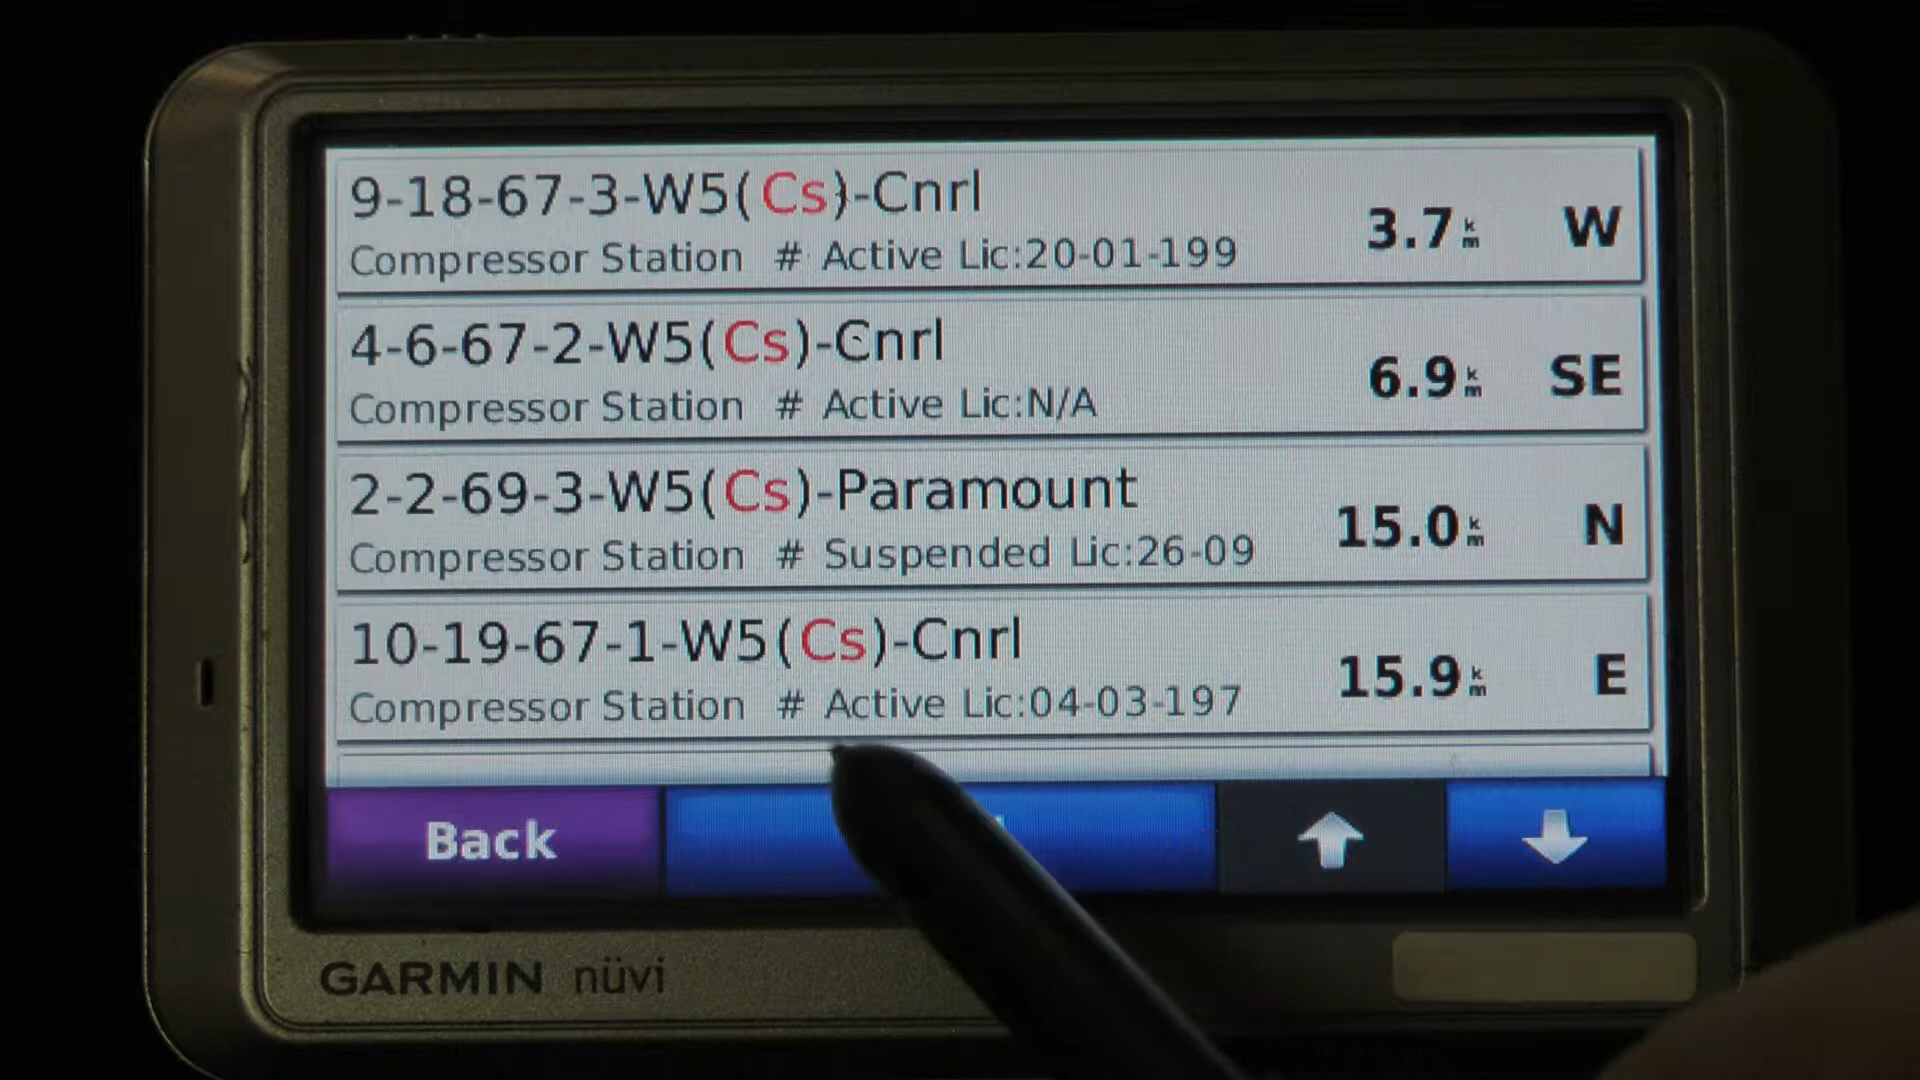 9-18-67-3-W5(Cs)-Cnrl
Compressor Station # Active Lic:20-01-199
3.7 km W
4-6-67-2-W5(Cs)-Cnrl
Compressor Station # Active Lic:N/A
6.9 km SE
2-2-69-3-W5(Cs)-Paramount
Compressor Station # Suspended Lic:26-09
15.0 km N
10-19-67-1-W5(Cs)-Cnrl
Compressor Station # Active Lic:04-03-197
15.9 km E
Back
GARMIN nüvi